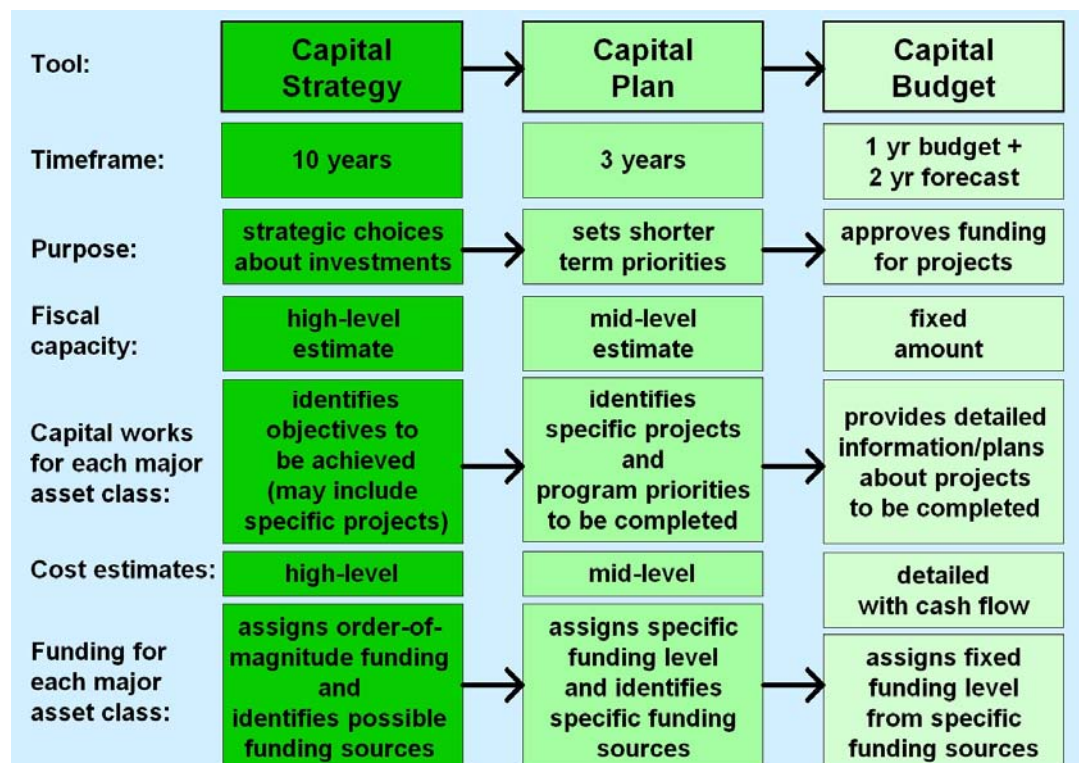 Tool:
Capital
Strategy
Capital
Plan
Capital
Budget
Timeframe:
10 years
3 years
1 yr budget +
2 yr forecast
Purpose:
strategic choices
about investments
sets shorter
term priorities
approves funding
for projects
Fiscal
capacity:
high-level
estimate
mid-level
estimate
fixed
amount
Capital works
for each major
asset class:
identifies
objectives to
be achieved
(may include
specific projects)
identifies
specific projects
and
program priorities
to be completed
provides detailed
information/plans
about projects
to be completed
Cost estimates:
high-level
mid-level
detailed
with cash flow
Funding for
each major
asset class:
assigns order-of-
magnitude funding
and
identifies possible
funding sources
assigns specific
funding level
and identifies
specific funding
sources
assigns fixed
funding level
from specific
funding sources